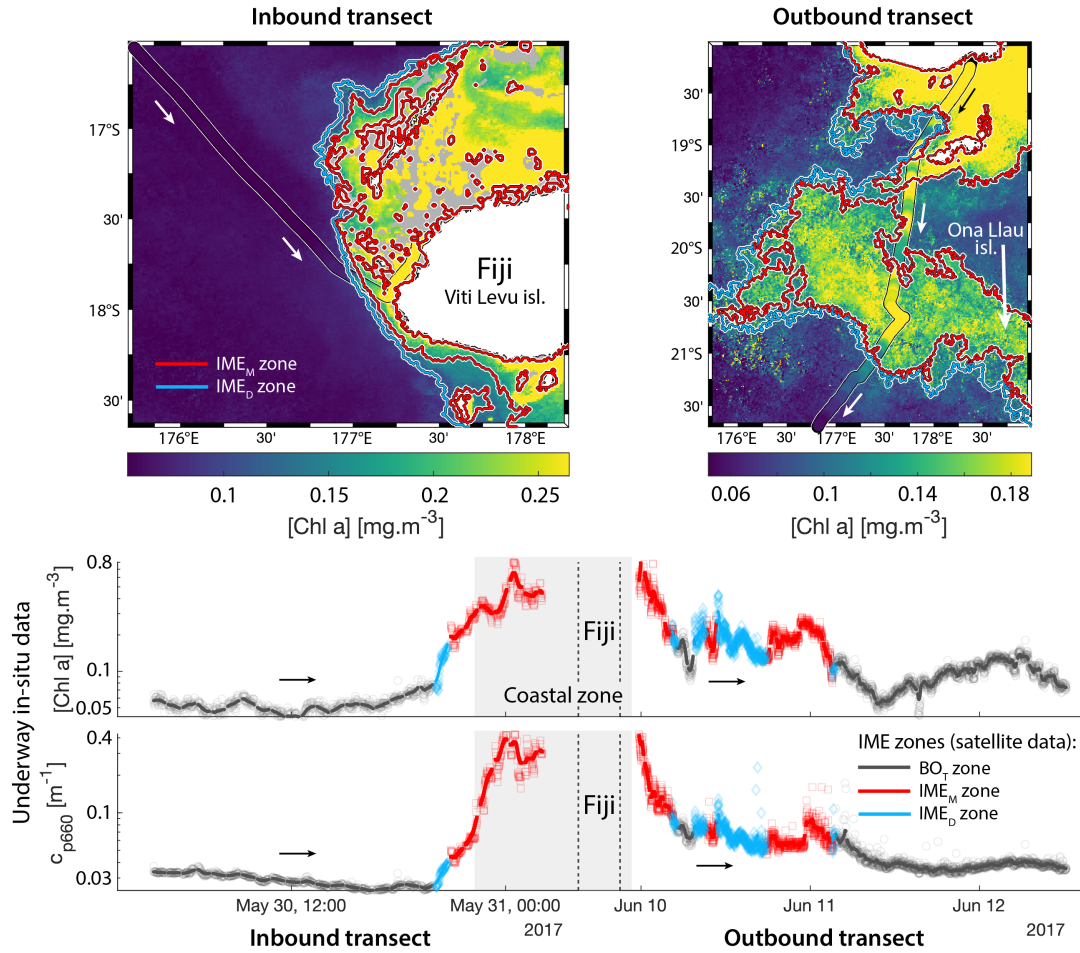 Inbound transect
Outbound transect
17°S
30'
18°S
30'
Fiji
Viti Levu isl.
IME_M zone
IME_D zone
176°E
30'
177°E
30'
178°E
0.1
0.15
0.2
0.25
[Chl a] [mg.m⁻³]
30'
19°S
30'
20°S
30'
21°S
30'
Ona Llau
isl.
176°E
30'
177°E
30'
178°E
30'
0.06
0.1
0.14
0.18
[Chl a] [mg.m⁻³]
Underway in-situ data
[Chl a] [mg.m⁻³]
0.8
0.1
0.05
Fiji
Coastal zone
c_p660 [m⁻¹]
0.4
0.1
0.03
Fiji
IME zones (satellite data):
BO_T zone
IME_M zone
IME_D zone
May 30, 12:00
May 31, 00:00
2017
Jun 10
Jun 11
Jun 12
2017
Inbound transect
Outbound transect